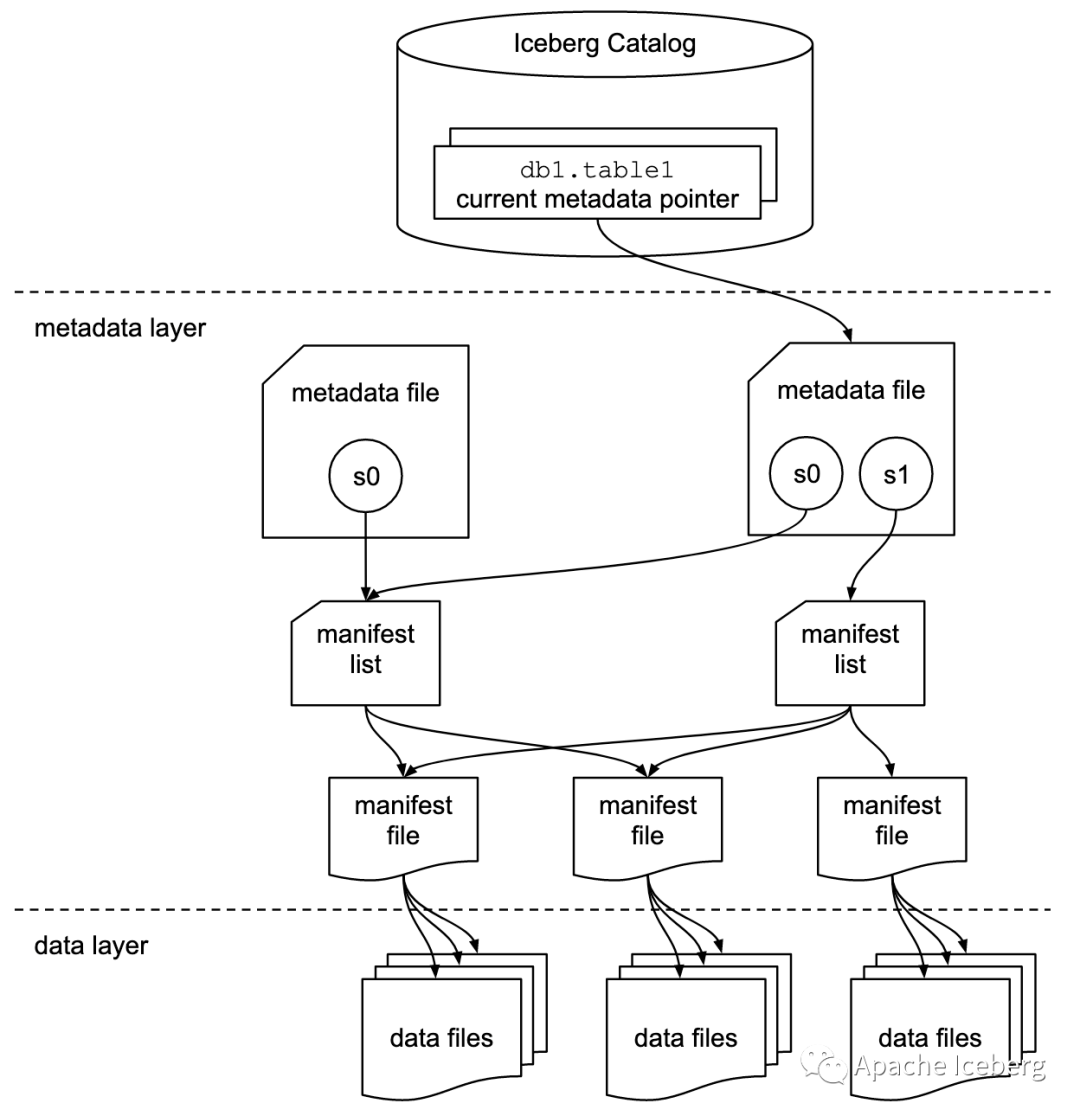 Iceberg Catalog
db1.table1
current metadata pointer
metadata layer
metadata file
metadata file
s0
s0
s1
manifest
list
manifest
list
manifest
file
manifest
file
manifest
file
data layer
data files
data files
data files
Apache Iceberg